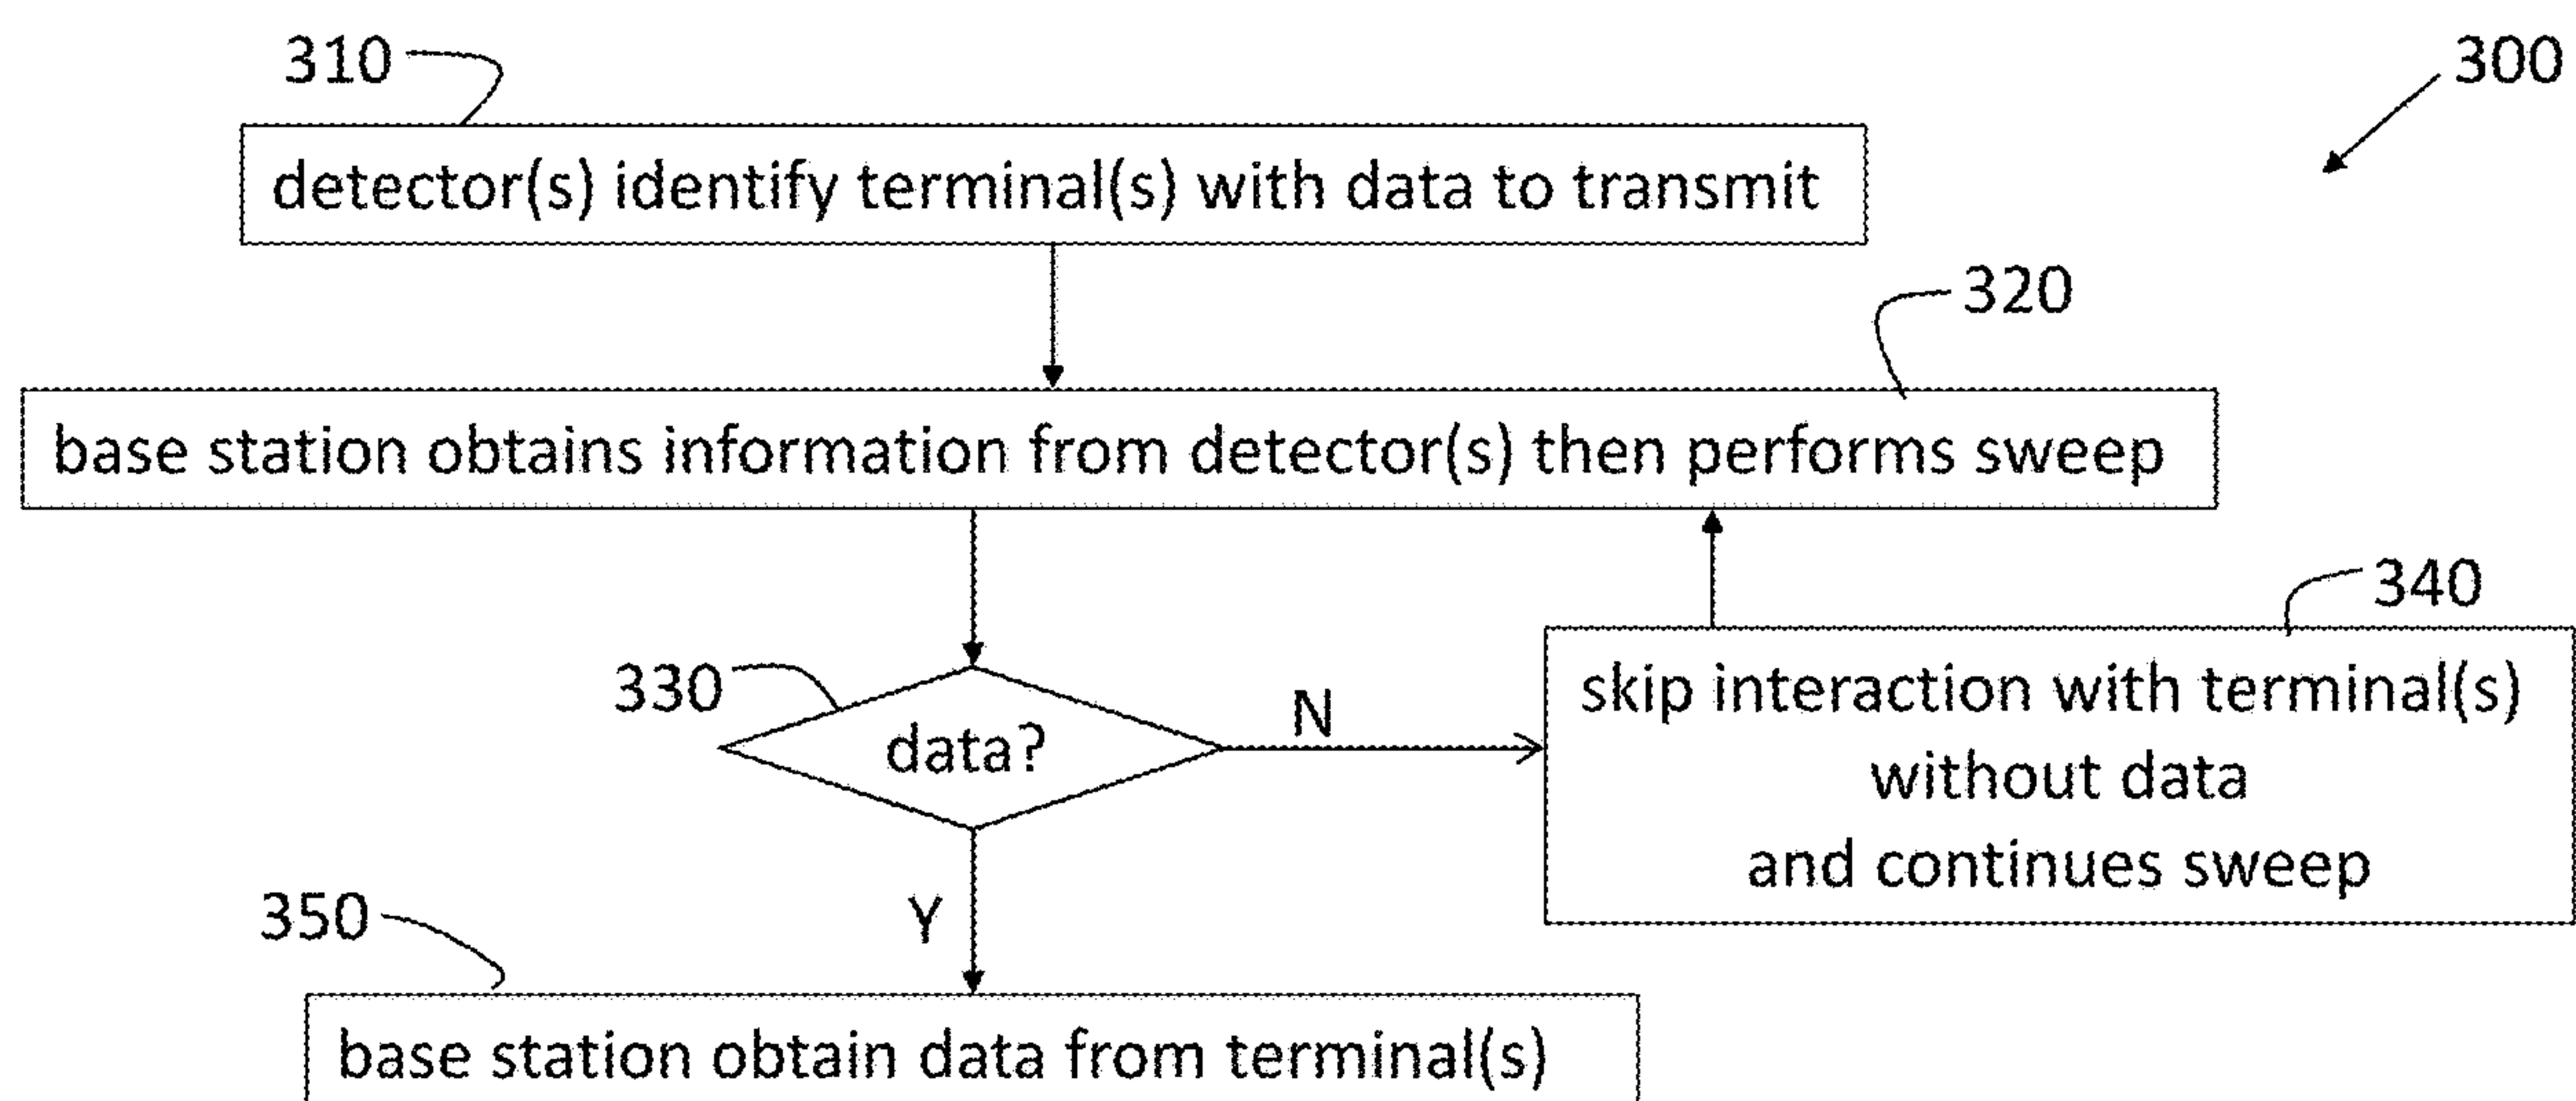 310
300
detector(s) identify terminal(s) with data to transmit
320
base station obtains information from detector(s) then performs sweep
340
330
data?
N
skip interaction with terminal(s)
without data
and continues sweep
350
Y
base station obtain data from terminal(s)